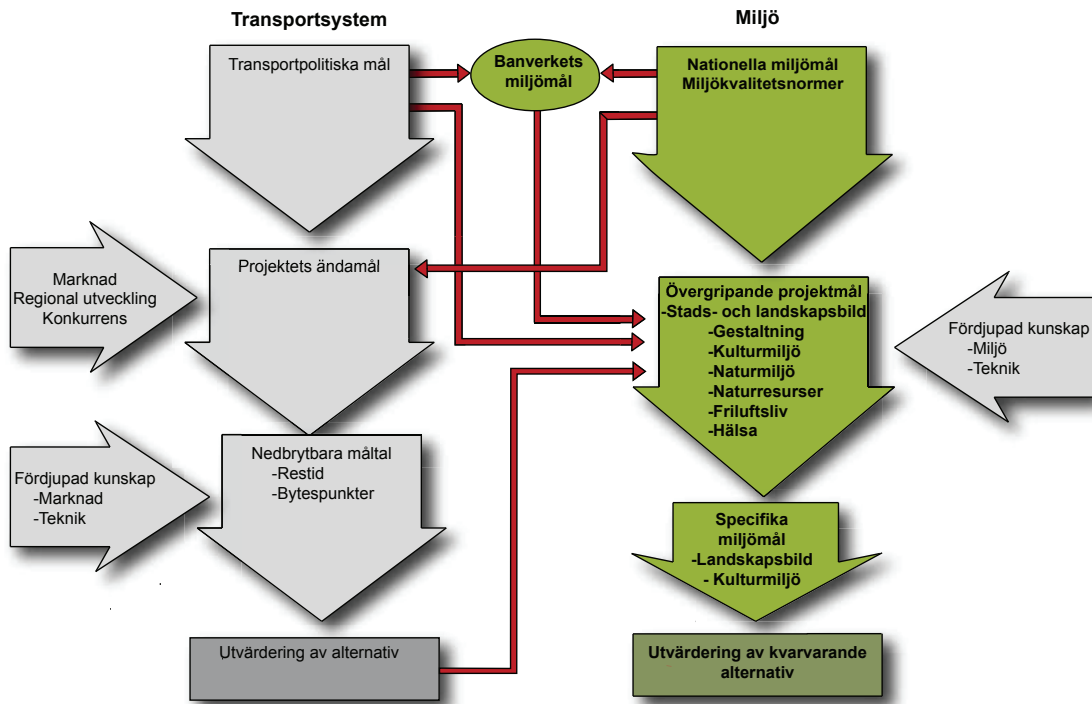 Transportsystem
Miljö
Transportpolitiska mål
Banverkets
miljömål
Nationella miljömål
Miljökvalitetsnormer
Marknad
Regional utveckling
Konkurrens
Projektets ändamål
Övergripande projektmål
-Stads- och landskapsbild
-Gestaltning
-Kulturmiljö
-Naturmiljö
-Naturresurser
-Friluftsliv
-Hälsa
Fördjupad kunskap
-Miljö
-Teknik
Fördjupad kunskap
-Marknad
-Teknik
Nedbrytbara måltal
-Restid
-Bytespunkter
Specifika
miljömål
-Landskapsbild
- Kulturmiljö
Utvärdering av alternativ
Utvärdering av kvarvarande
alternativ